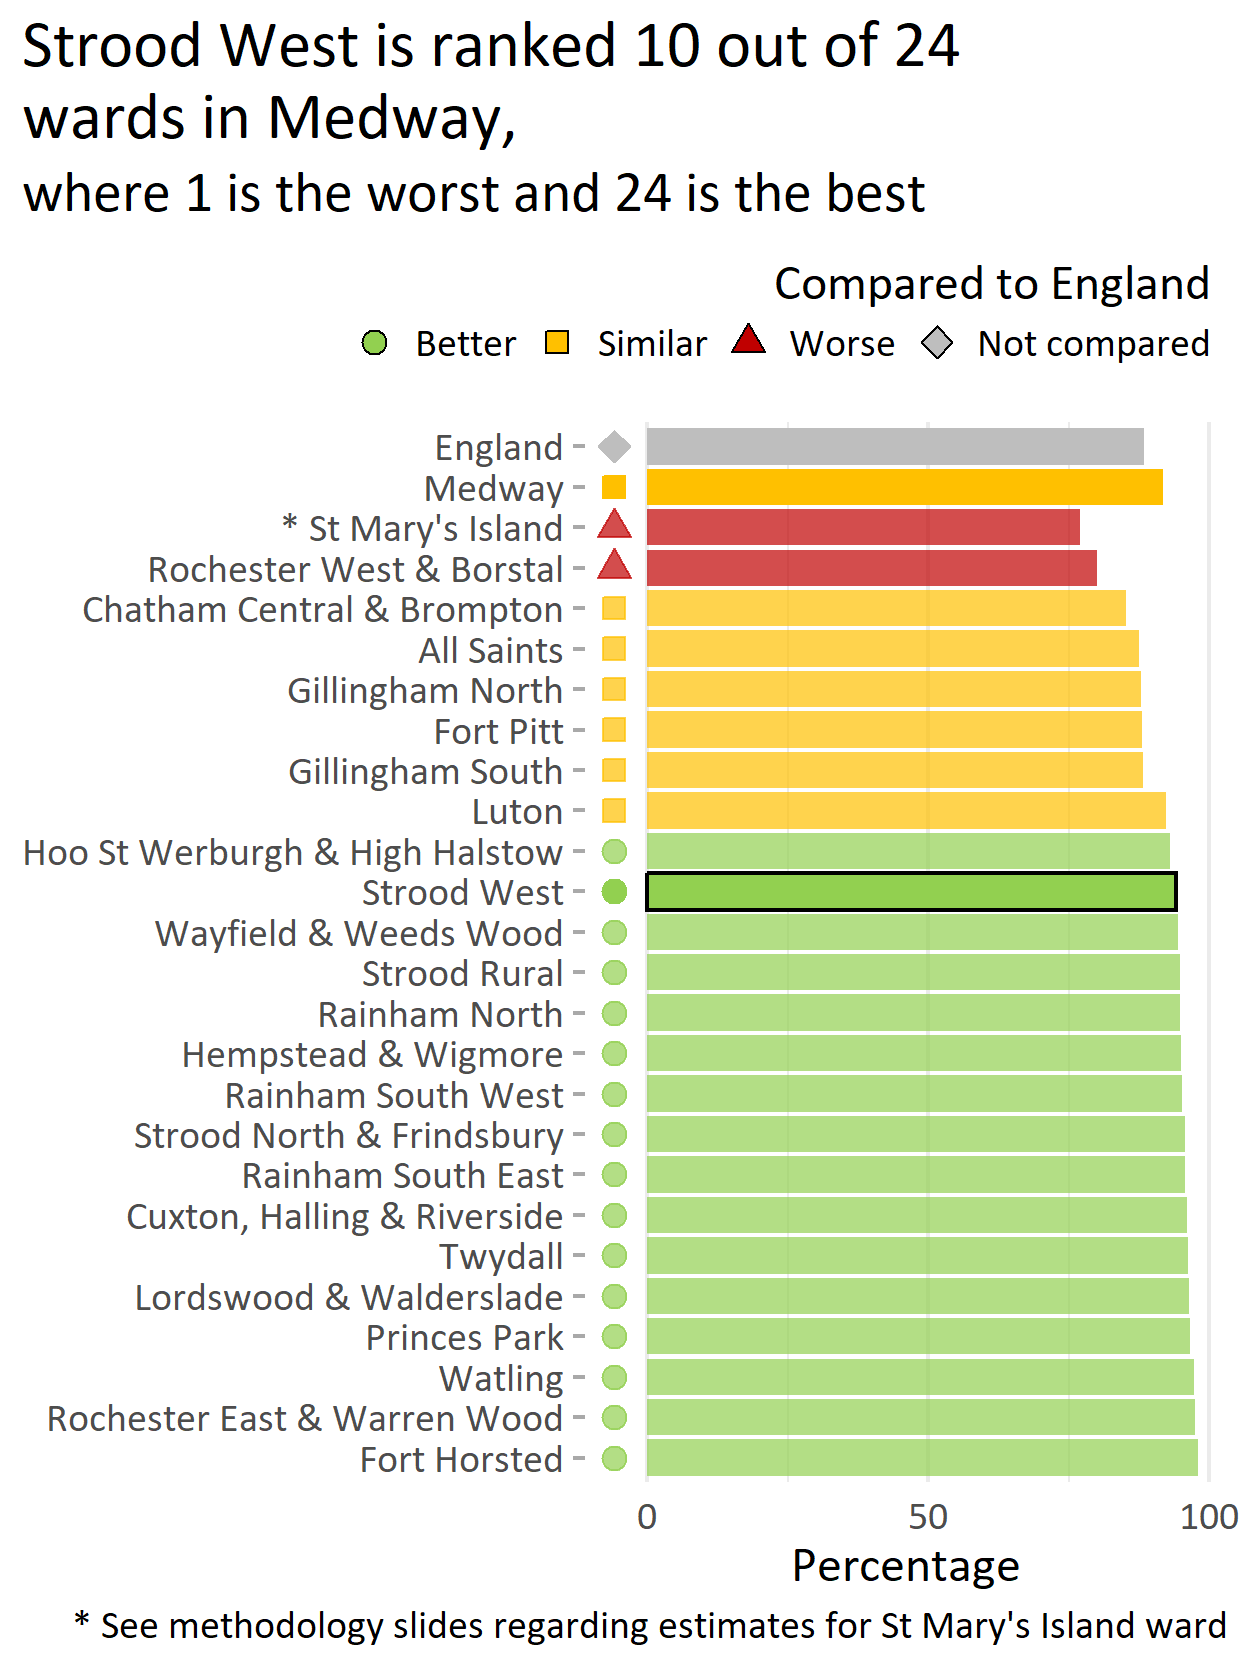 Strood West is ranked 10 out of 24
wards in Medway,
where 1 is the worst and 24 is the best
Compared to England
Better Similar Worse Not compared
England
Medway
* St Mary's Island
Rochester West & Borstal
Chatham Central & Brompton
All Saints
Gillingham North
Fort Pitt
Gillingham South
Luton
Hoo St Werburgh & High Halstow
Strood West
Wayfield & Weeds Wood
Strood Rural
Rainham North
Hempstead & Wigmore
Rainham South West
Strood North & Frindsbury
Rainham South East
Cuxton, Halling & Riverside
Twydall
Lordswood & Walderslade
Princes Park
Watling
Rochester East & Warren Wood
Fort Horsted
0 50 100
Percentage
* See methodology slides regarding estimates for St Mary's Island ward